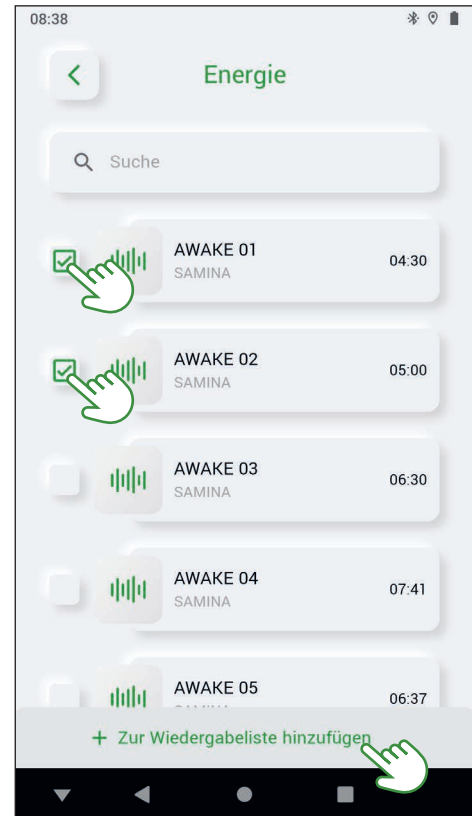 08:38
Energie
Suche
AWAKE 01
SAMINA
04:30
AWAKE 02
SAMINA
05:00
AWAKE 03
SAMINA
06:30
AWAKE 04
SAMINA
07:41
AWAKE 05
06:37
+ Zur Wiedergabeliste hinzufügen